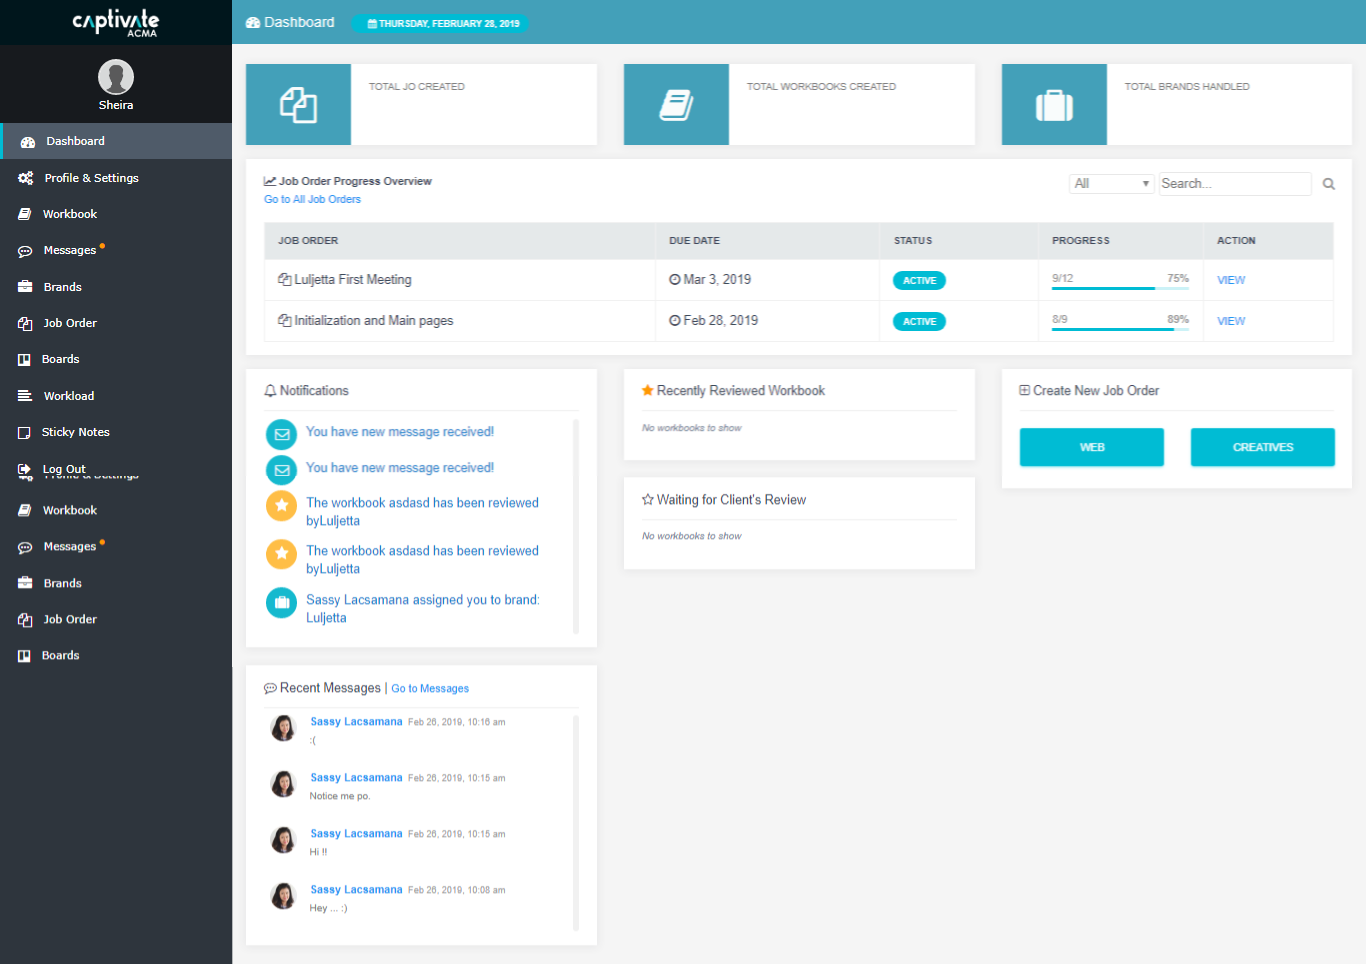 captivate
ACMA
Sheira
Dashboard
Profile & Settings
Workbook
Messages
Brands
Job Order
Boards
Workload
Sticky Notes
Log Out
Profile & Settings
Workbook
Messages
Brands
Job Order
Boards
Dashboard
THURSDAY, FEBRUARY 28, 2019
TOTAL JO CREATED
TOTAL WORKBOOKS CREATED
TOTAL BRANDS HANDLED
Job Order Progress Overview
Go to All Job Orders
All
Search...
JOB ORDER DUE DATE STATUS PROGRESS ACTION
Luljetta First Meeting Mar 3, 2019 ACTIVE 9/12 75% VIEW
Initialization and Main pages Feb 28, 2019 ACTIVE 8/9 89% VIEW
Notifications
You have new message received!
You have new message received!
The workbook asdasd has been reviewed
byLuljetta
The workbook asdasd has been reviewed
byLuljetta
Sassy Lacsamana assigned you to brand:
Luljetta
Recently Reviewed Workbook
No workbooks to show
Waiting for Client's Review
No workbooks to show
Create New Job Order
WEB
CREATIVES
Recent Messages | Go to Messages
Sassy Lacsamana Feb 26, 2019, 10:16 am
:(
Sassy Lacsamana Feb 26, 2019, 10:15 am
Notice me po.
Sassy Lacsamana Feb 26, 2019, 10:15 am
Hi !!
Sassy Lacsamana Feb 26, 2019, 10:08 am
Hey ... :)